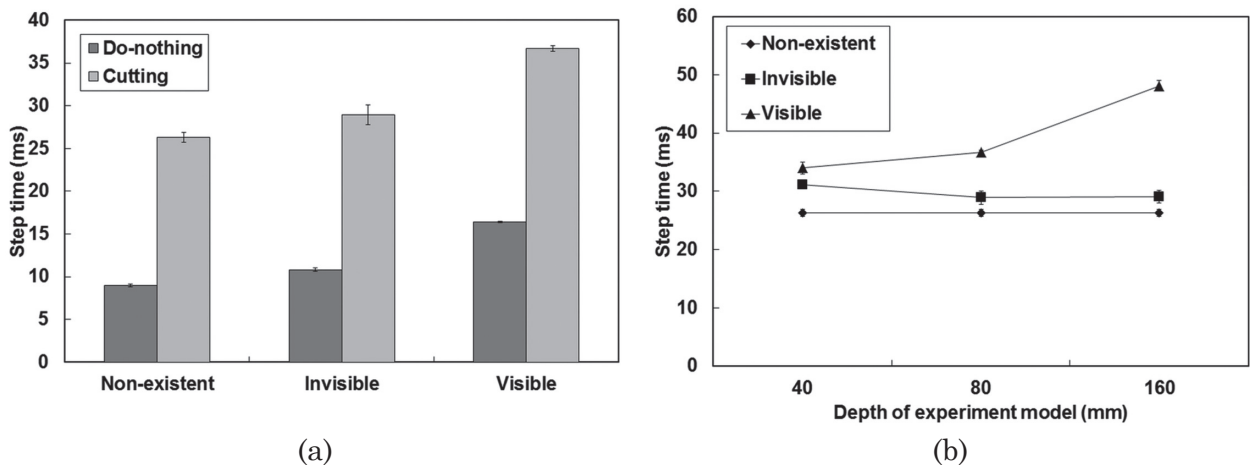 40
35
30
25
20
15
10
5
0
Step time (ms)
Do-nothing
Cutting
Non-existent Invisible Visible
(a)
60
50
40
30
20
10
0
Step time (ms)
Non-existent
Invisible
Visible
40 80 160
Depth of experiment model (mm)
(b)